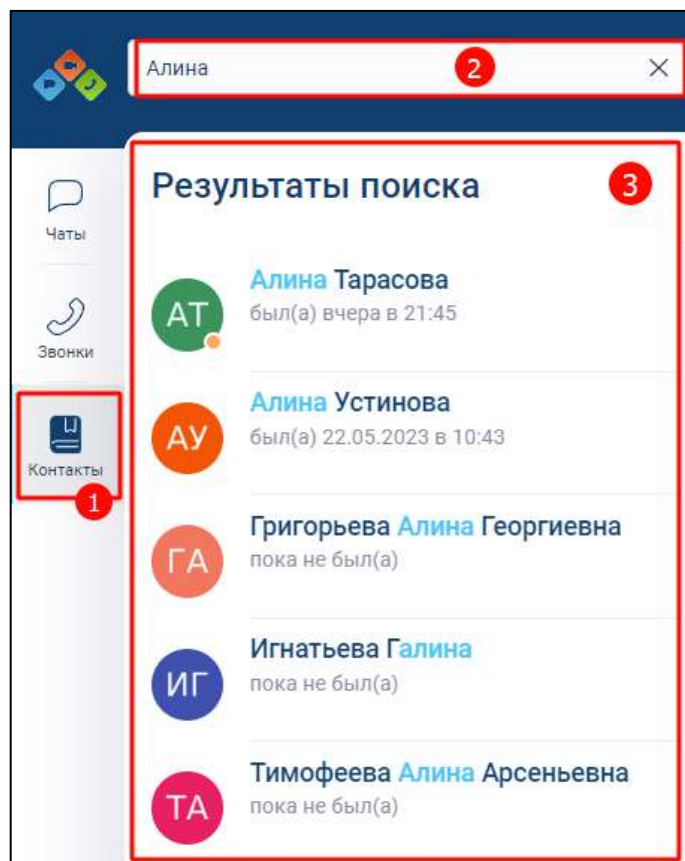 Алина
2
Результаты поиска
3
Чаты
Звонки
Контакты
1
АТ
Алина Тарасова
был(а) вчера в 21:45
АУ
Алина Устинова
был(а) 22.05.2023 в 10:43
ГА
Григорьева Алина Георгиевна
пока не был(а)
ИГ
Игнатьева Галина
пока не был(а)
ТА
Тимофеева Алина Арсеньевна
пока не был(а)